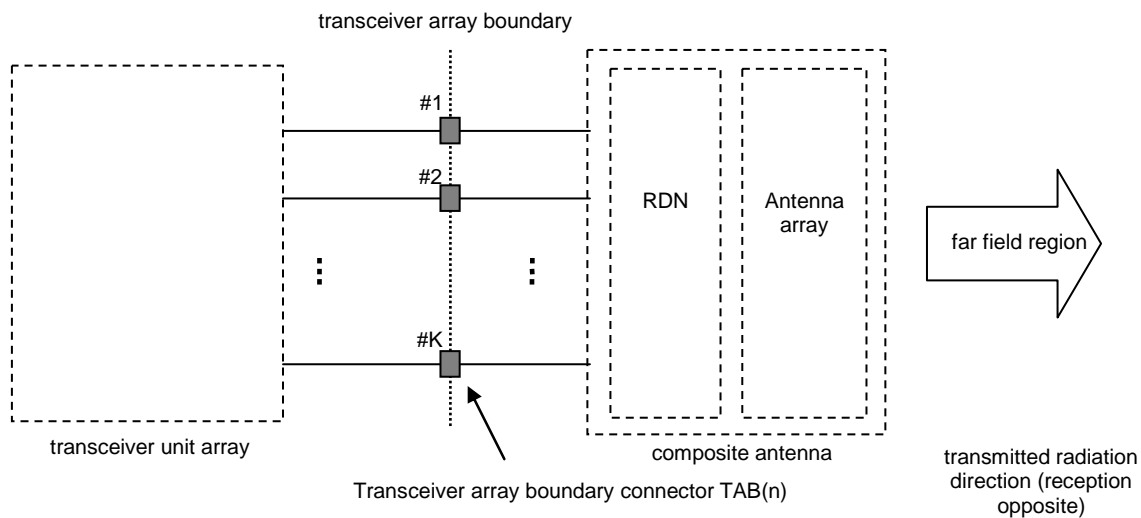 transceiver array boundary
#1
#2
RDN
Antenna
array
far field region
#K
transceiver unit array
composite antenna
Transceiver array boundary connector TAB(n)
transmitted radiation
direction (reception
opposite)